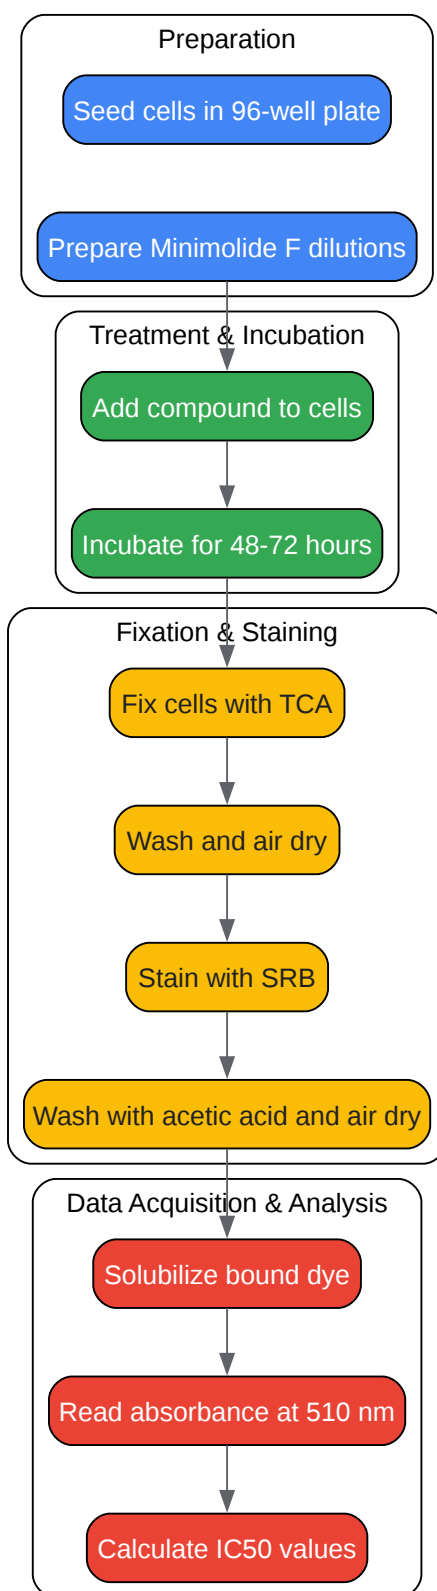 Preparation
Seed cells in 96-well plate
Prepare Minimolide F dilutions
Treatment & Incubation
Add compound to cells
Incubate for 48-72 hours
Fixation & Staining
Fix cells with TCA
Wash and air dry
Stain with SRB
Wash with acetic acid and air dry
Data Acquisition & Analysis
Solubilize bound dye
Read absorbance at 510 nm
Calculate IC50 values